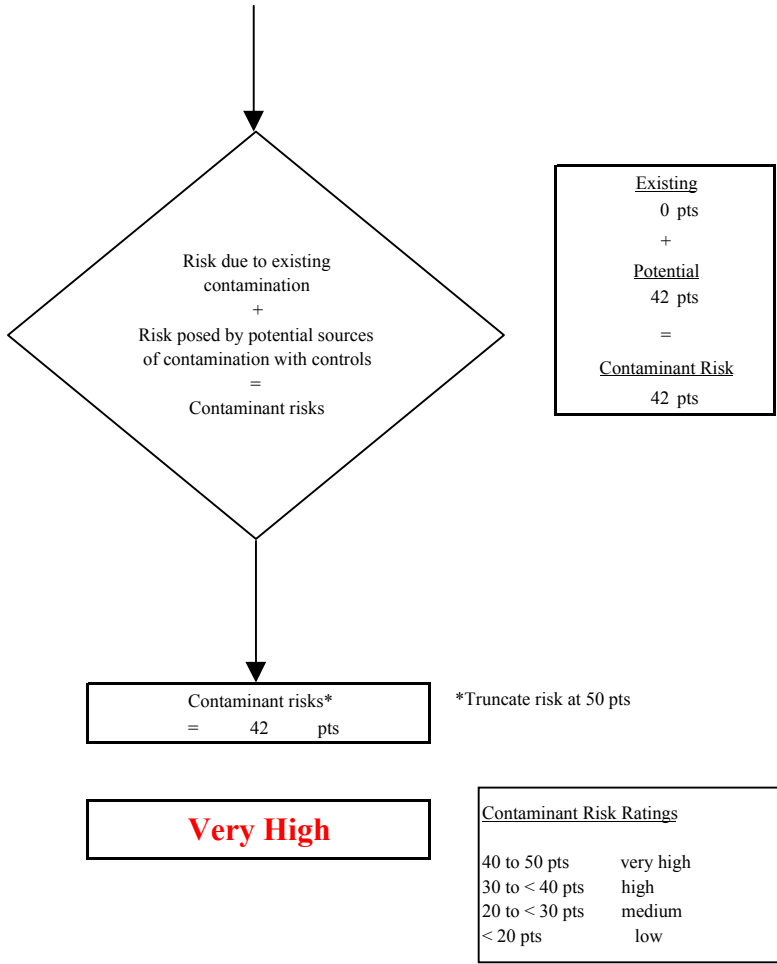 Risk due to existing
contamination
+
Risk posed by potential sources
of contamination with controls
=
Contaminant risks
Existing
0 pts
+
Potential
42 pts
=
Contaminant Risk
42 pts
Contaminant risks*
= 42 pts
*Truncate risk at 50 pts
Very High
Contaminant Risk Ratings
40 to 50 pts very high
30 to < 40 pts high
20 to < 30 pts medium
< 20 pts low